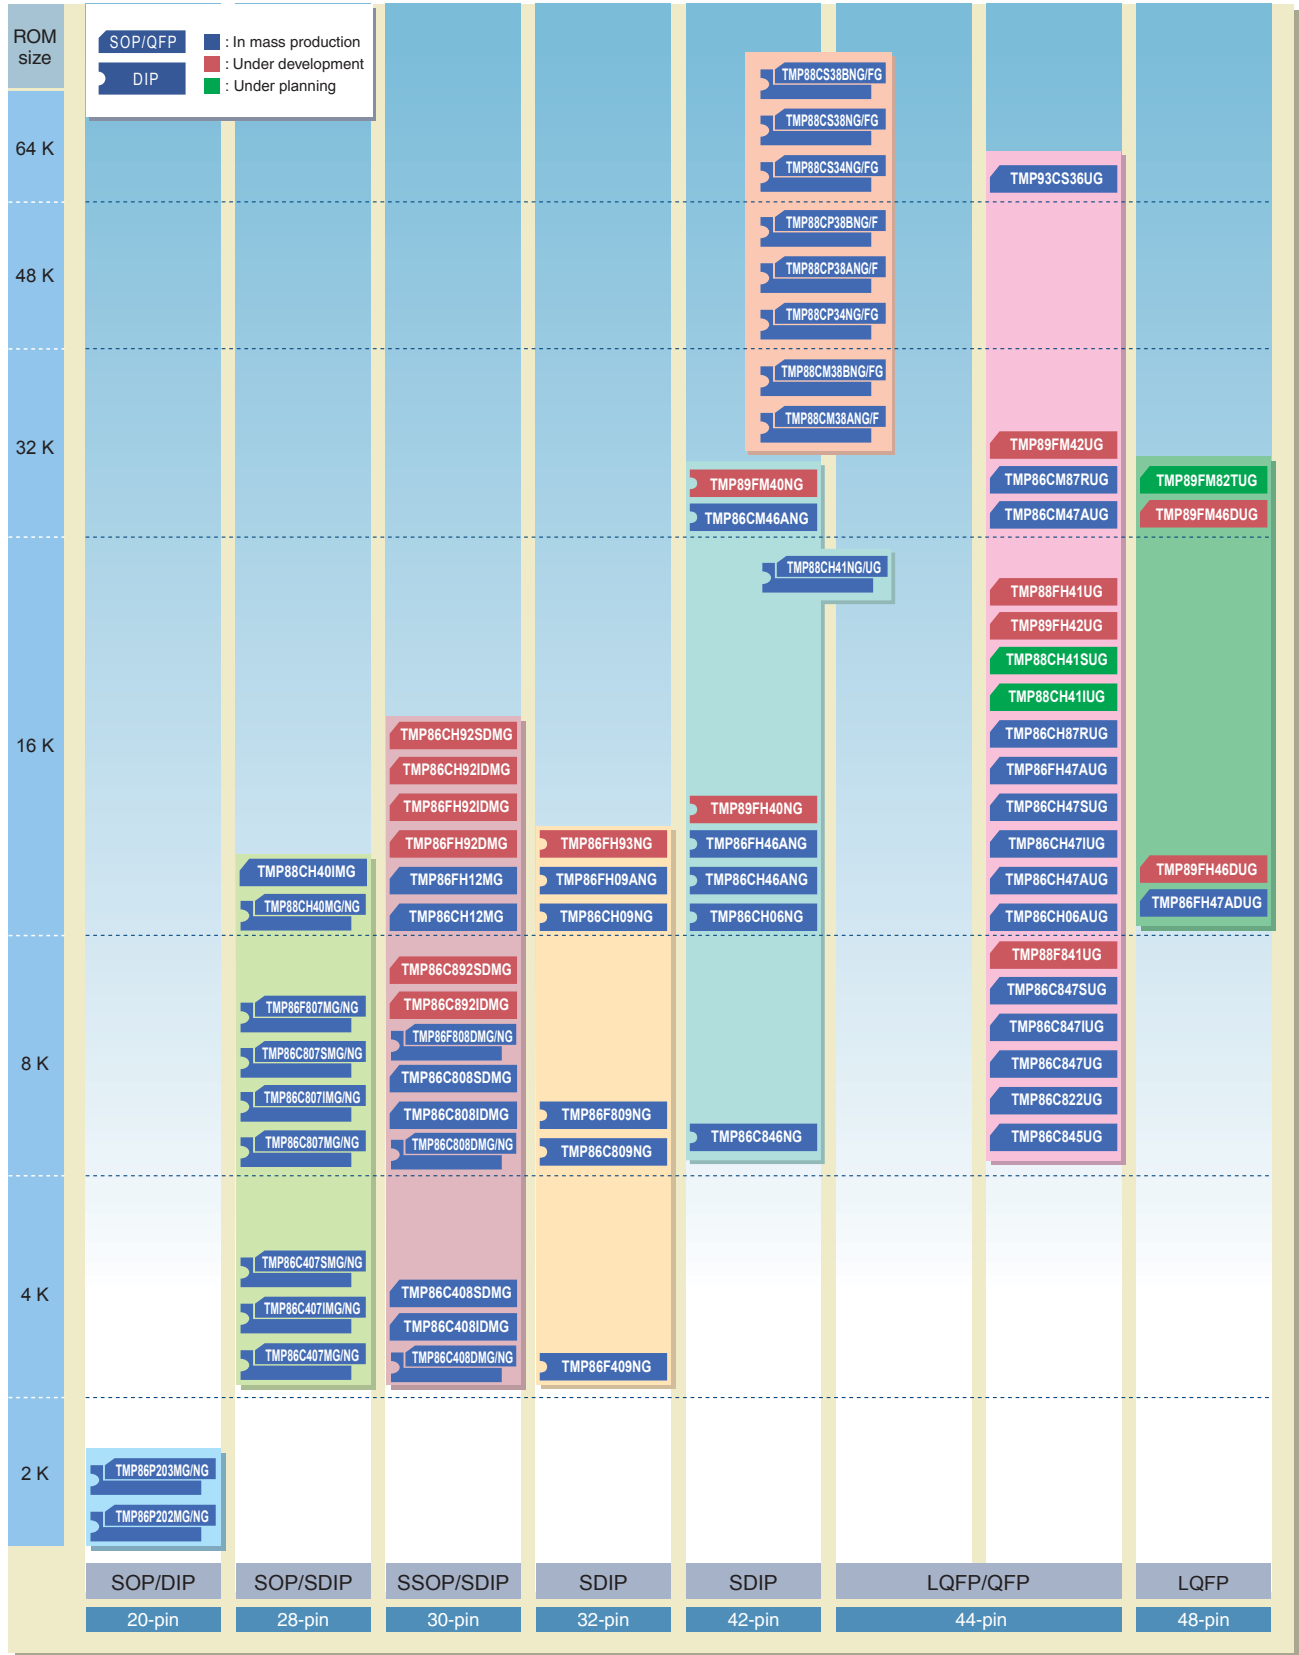 ROM
size
SOP/QFP
DIP
: In mass production
: Under development
: Under planning
64 K
48 K
32 K
16 K
8 K
4 K
2 K
TMP86P203MG/NG
TMP86P202MG/NG
TMP88CH40IMG
TMP88CH40MG/NG
TMP86F807MG/NG
TMP86C807SMG/NG
TMP86C807IMG/NG
TMP86C807MG/NG
TMP86C407SMG/NG
TMP86C407IMG/NG
TMP86C407MG/NG
TMP86CH92SDMG
TMP86CH92IDMG
TMP86FH92IDMG
TMP86FH92DMG
TMP86FH12MG
TMP86CH12MG
TMP86C892SDMG
TMP86C892IDMG
TMP86F808DMG/NG
TMP86C808SDMG
TMP86C808IDMG
TMP86C808DMG/NG
TMP86C408SDMG
TMP86C408IDMG
TMP86C408DMG/NG
TMP86FH93NG
TMP86FH09ANG
TMP86CH09NG
TMP86F809NG
TMP86C809NG
TMP86F409NG
TMP88CS38BNG/FG
TMP88CS38NG/FG
TMP88CS34NG/FG
TMP88CP38BNG/F
TMP88CP38ANG/F
TMP88CP34NG/FG
TMP88CM38BNG/FG
TMP88CM38ANG/F
TMP89FM40NG
TMP86CM46ANG
TMP88CH41NG/UG
TMP89FH40NG
TMP86FH46ANG
TMP86CH46ANG
TMP86CH06NG
TMP86C846NG
TMP93CS36UG
TMP89FM42UG
TMP86CM87RUG
TMP86CM47AUG
TMP88FH41UG
TMP89FH42UG
TMP88CH41SUG
TMP88CH41IUG
TMP86CH87RUG
TMP86FH47AUG
TMP86CH47SUG
TMP86CH47IUG
TMP86CH47AUG
TMP86CH06AUG
TMP88F841UG
TMP86C847SUG
TMP86C847IUG
TMP86C847UG
TMP86C822UG
TMP86C845UG
TMP89FM82TUG
TMP89FM46DUG
TMP89FH46DUG
TMP86FH47ADUG
SOP/DIP
SOP/SDIP
SSOP/SDIP
SDIP
SDIP
LQFP/QFP
LQFP
20-pin
28-pin
30-pin
32-pin
42-pin
44-pin
48-pin